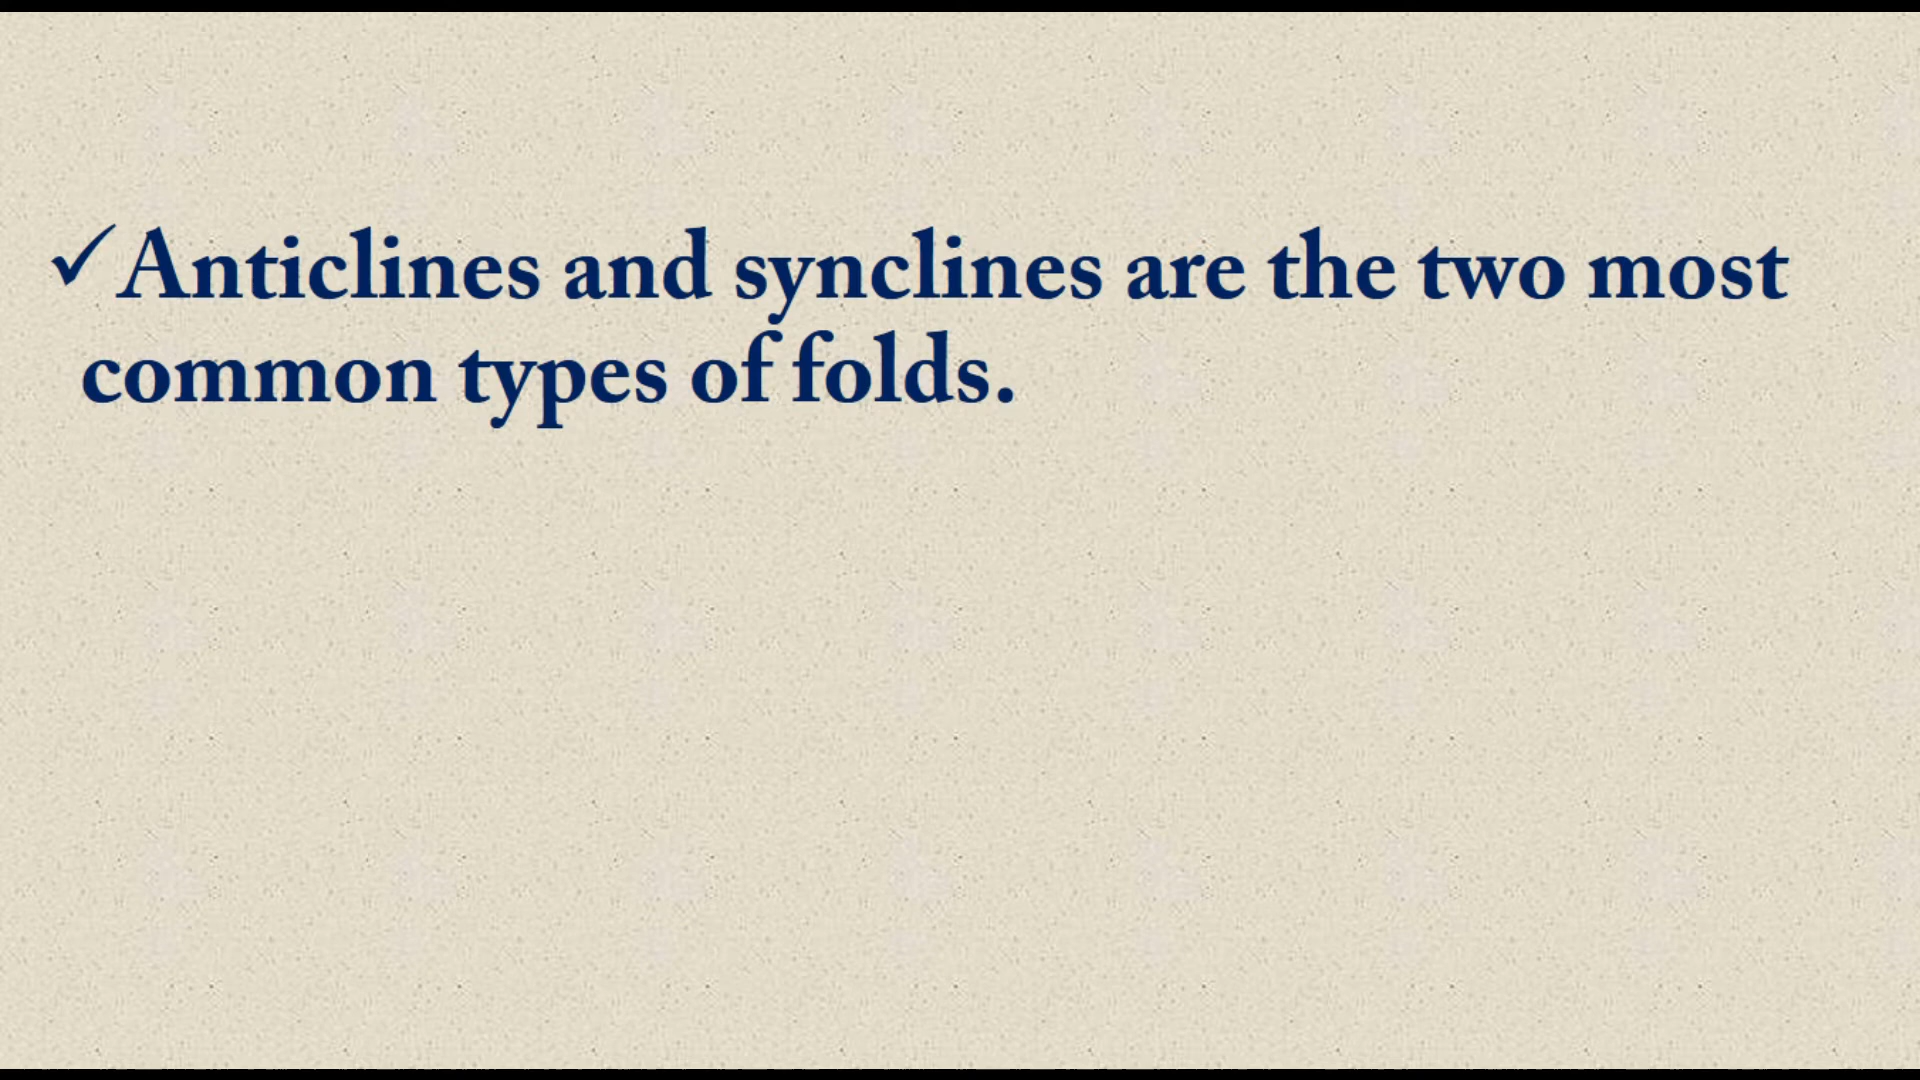 ✓Anticlines and synclines are the two most
common types of folds.